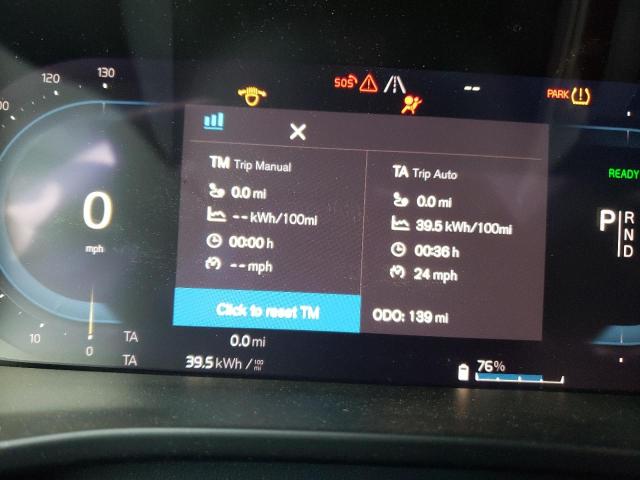 120
130
00
SOS
--
PARK
TM Trip Manual
0.0 mi
-- kWh/100mi
00:00 h
-- mph
Click to reset TM
TA Trip Auto
0.0 mi
39.5 kWh/100mi
00:36 h
24 mph
ODO: 139 mi
0
mph
READY
P
R
N
D
10
0
TA
0.0 mi
TA
39.5 kWh / 100 mi
76%